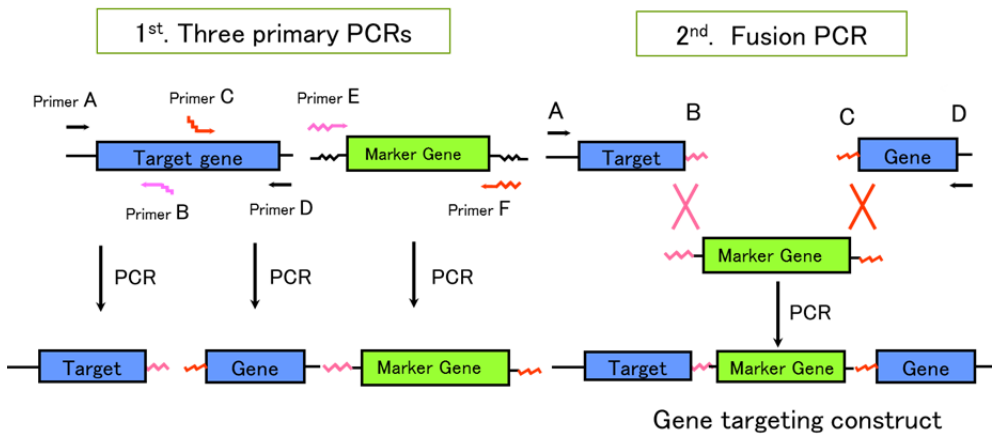 1st. Three primary PCRs
Primer A
Primer C
Primer E
Target gene
Marker Gene
Primer B
Primer D
Primer F
PCR
PCR
PCR
Target
Gene
Marker Gene
2nd. Fusion PCR
A
B
C
D
Target
Gene
Marker Gene
PCR
Target
Marker Gene
Gene
Gene targeting construct